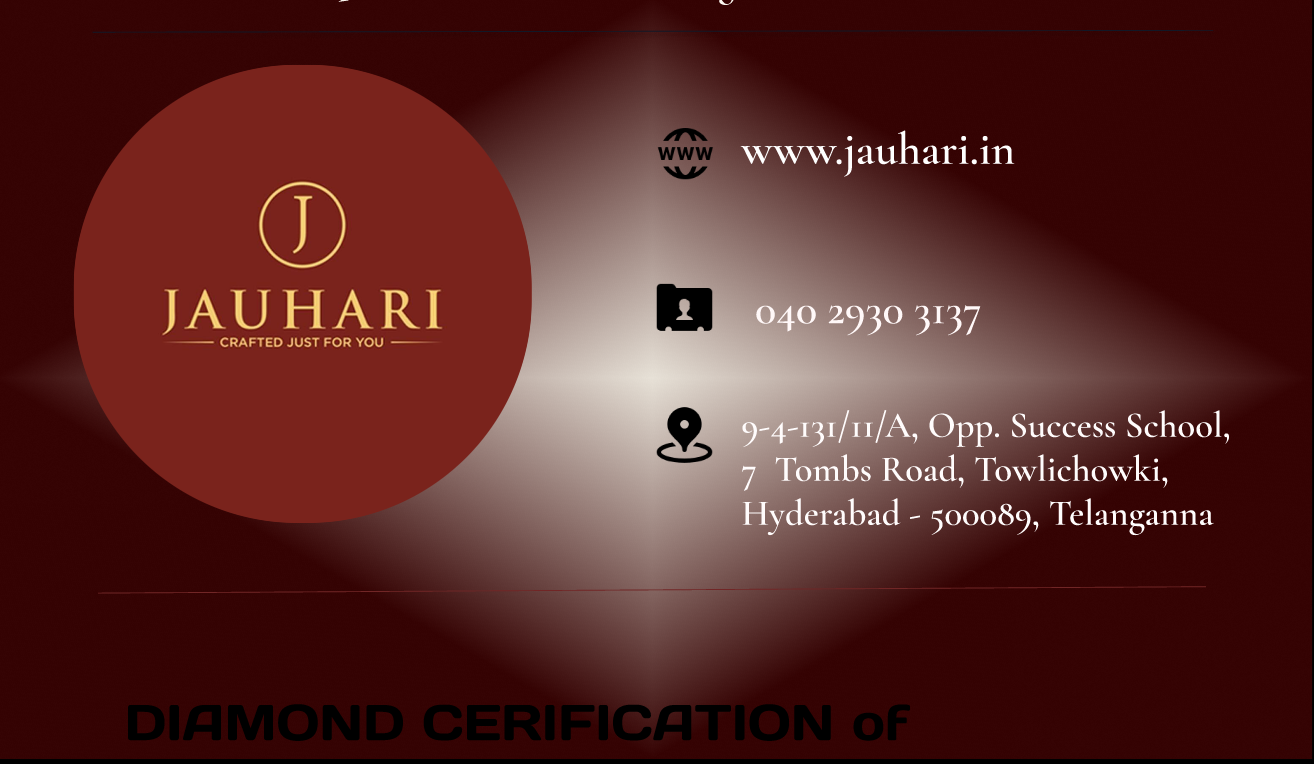 J
JAUHARI
CRAFTED JUST FOR YOU
www
www.jauhari.in
040 2930 3137
9-4-131/11/A, Opp. Success School,
7 Tombs Road, Towlichowki,
Hyderabad - 500089, Telanganna
DIAMOND CERIFICATION of